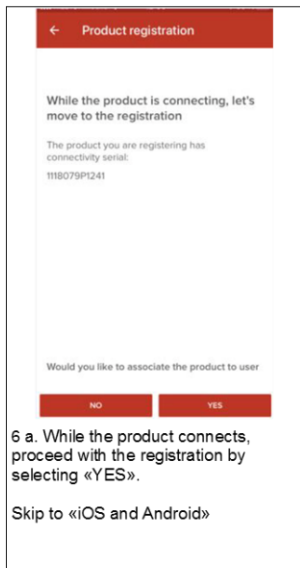 ← Product registration
While the product is connecting, let's
move to the registration
The product you are registering has
connectivity serial:
1118079P1241
Would you like to associate the product to user
NO YES
6 a. While the product connects,
proceed with the registration by
selecting «YES».
Skip to «iOS and Android»